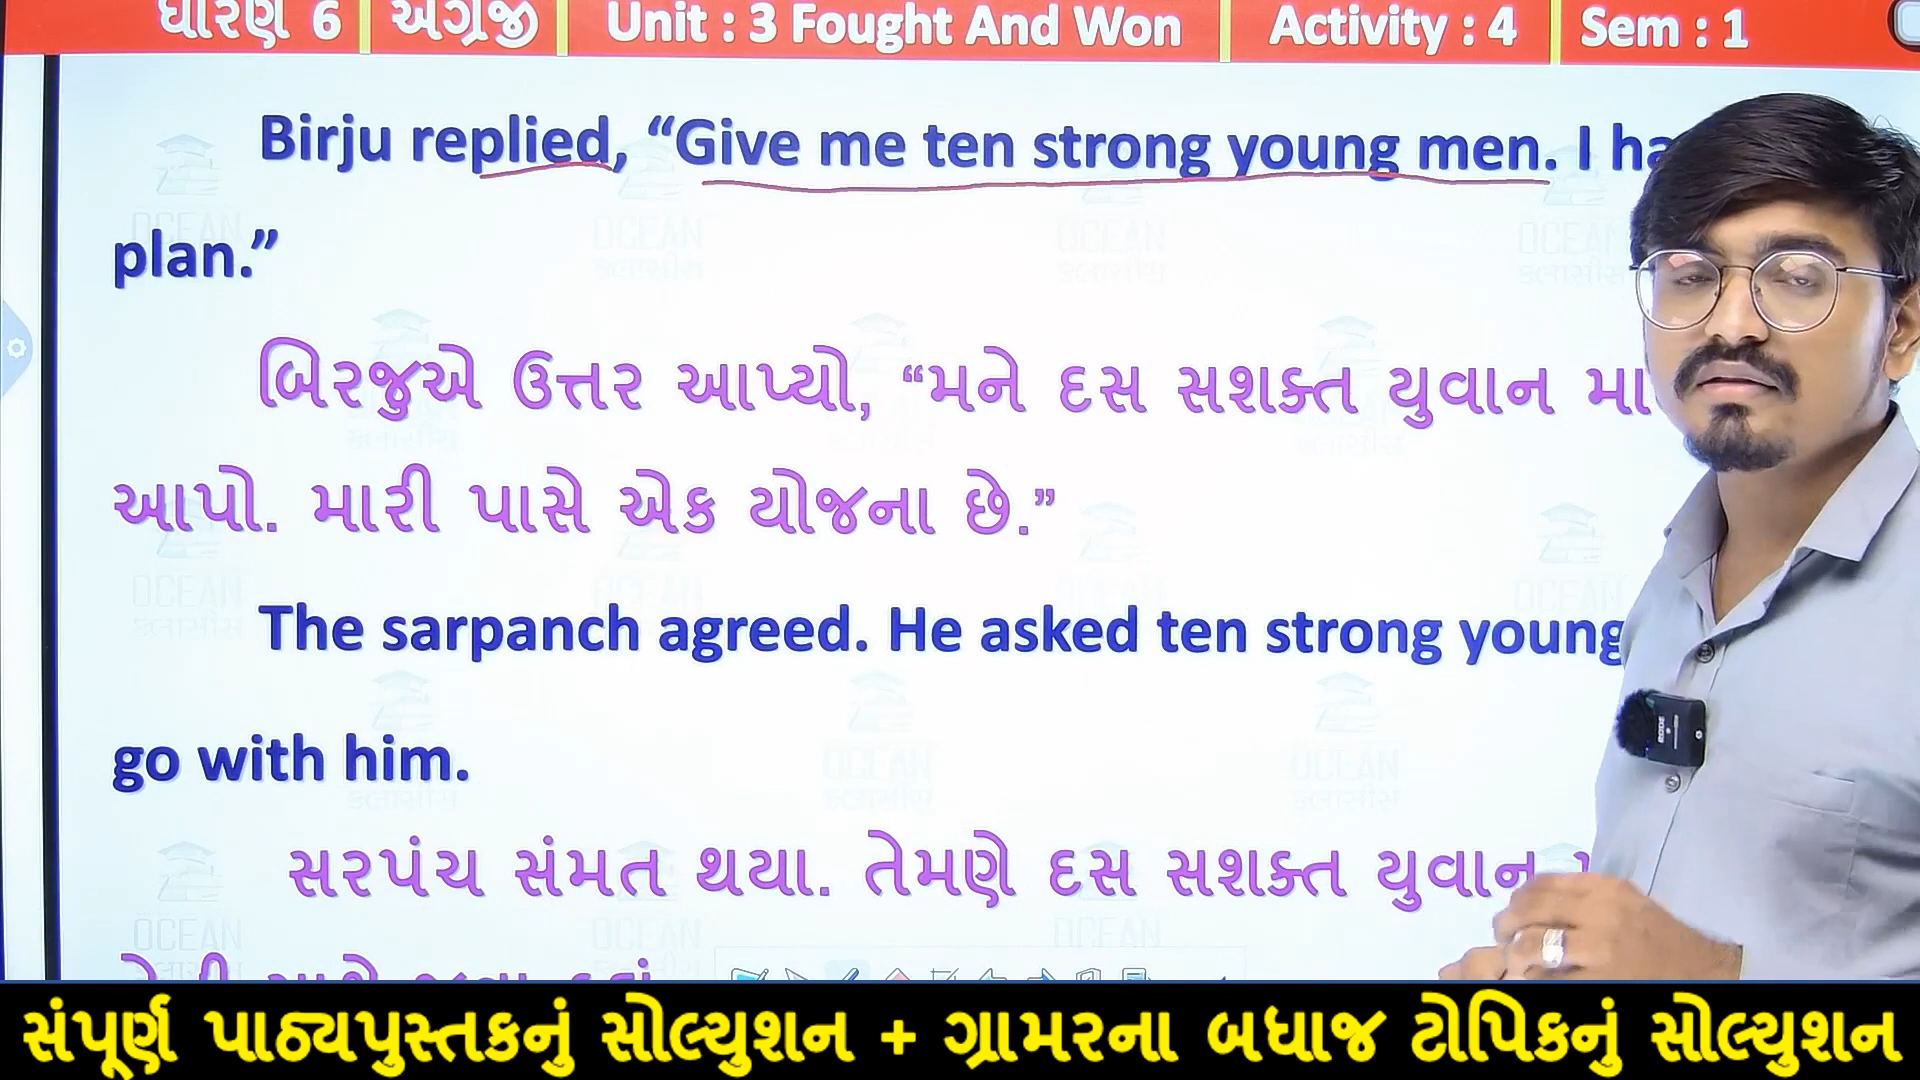 ધોરણ 6 અંગ્રેજી Unit : 3 Fought And Won Activity : 4 Sem : 1
Birju replied, “Give me ten strong young men. I
plan.”
બિરજુએ ઉત્તર આપ્યો, “મને દસ સશક્ત યુવાન
આપો. મારી પાસે એક યોજના છે.”
The sarpanch agreed. He asked ten strong young
go with him.
સરપંચ સંમત થયા. તેમણે દસ સશક્ત યુવાન
OCEAN
ક્લાસીસ
RODE
સંપૂર્ણ પાઠ્યપુસ્તકનું સોલ્યુશન + ગ્રામરના બધાજ ટોપિકનું સોલ્યુશન